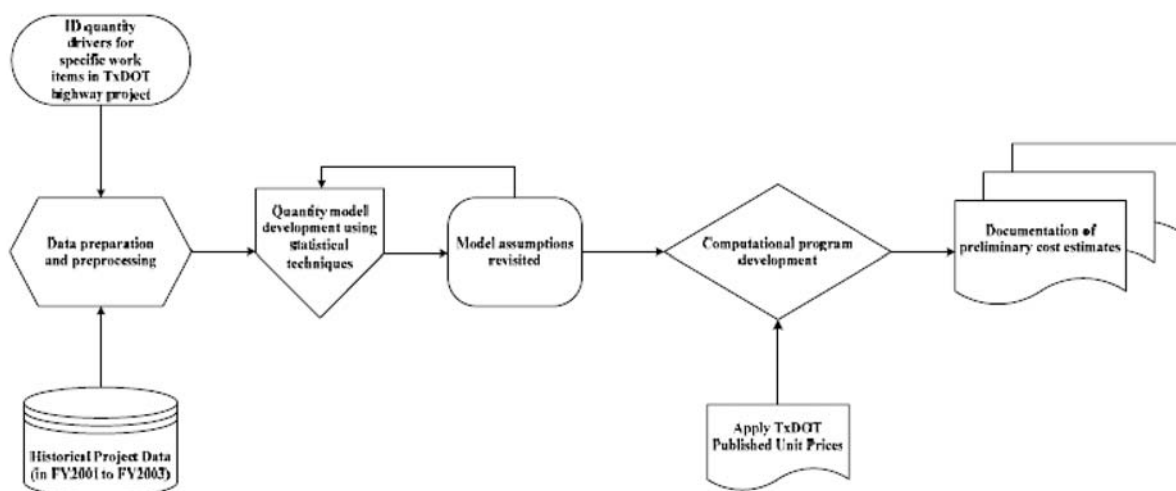 ID quantity
drivers for
specific work
items in TxDOT
highway project
Data preparation
and preprocessing
Historical Project Data
(in FY2001 to FY2003)
Quantity model
development using
statistical
techniques
Model assumptions
revisited
Computational program
development
Apply TxDOT
Published Unit Prices
Documentation of
preliminary cost estimates